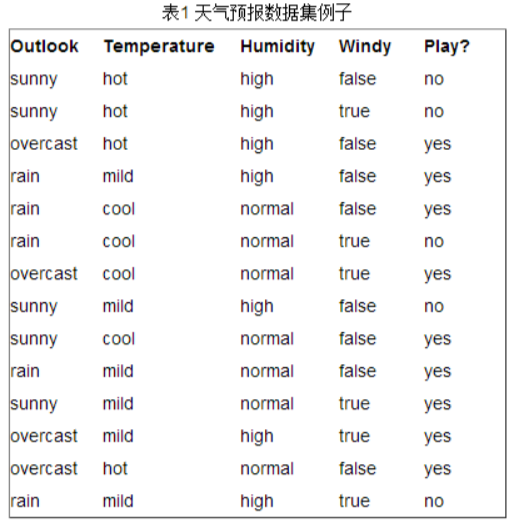 表1 天气预报数据集例子
Outlook Temperature Humidity Windy Play?
sunny hot high false no
sunny hot high true no
overcast hot high false yes
rain mild high false yes
rain cool normal false yes
rain cool normal true no
overcast cool normal true yes
sunny mild high false no
sunny cool normal false yes
rain mild normal false yes
sunny mild normal true yes
overcast mild high true yes
overcast hot normal false yes
rain mild high true no